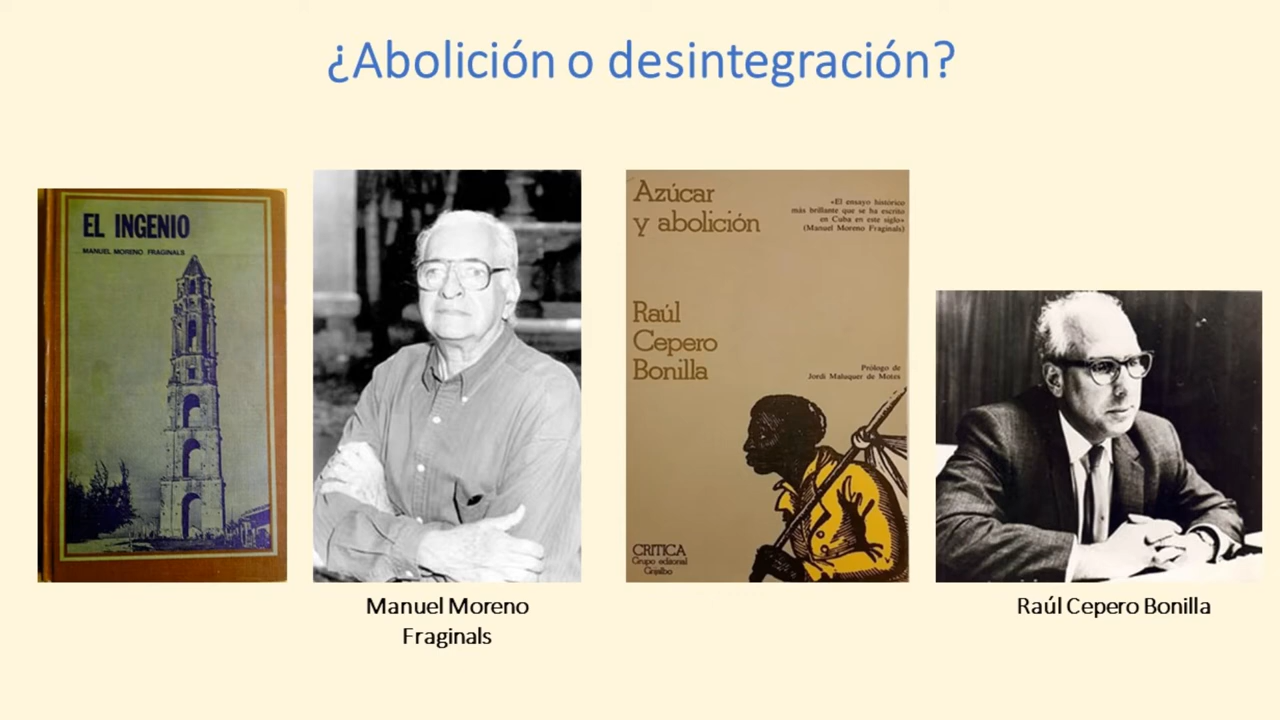 ¿Abolición o desintegración?
EL INGENIO
MANUEL MORENO FRAGINALS
Azúcar
y abolición
«El ensayo histórico
más brillante que se ha escrito
en Cuba en este siglo»
(Manuel Moreno Fraginals)
Raúl
Cepero
Bonilla
Prólogo de
Jordi Maluquer de Motes
CRITICA
Grupo editorial
Grijalbo
Manuel Moreno
Fraginals
Raúl Cepero Bonilla